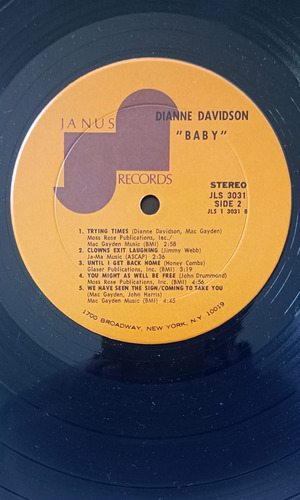 JANUS
RECORDS
DIANNE DAVIDSON
"BABY"
STEREO
JLS 3031
SIDE 2
JLS 1 3031 B
1. TRYING TIMES (Dianne Davidson, Mac Gayden)
Moss Rose Publications, Inc./
Mac Gayden (BMI) 2:58
2. CLOWNS EXIT LAUGHING (Jimmy Webb)
Ja-Ma Music (ASCAP) 2:36
3. UNTIL I GET BACK HOME (Honey Combs)
Glaser Publications, Inc. (BMI) 3:19
4. YOU MIGHT AS WELL BE FREE (John Drummond)
Moss Rose Publications, Inc. (BMI) 4:56
5. WE HAVE SEEN THE SIGN/COMING TO TAKE YOU
(Mac Gayden, John Harris)
Mac Gayden Music (BMI) 4:45
1700 BROADWAY, NEW YORK, N.Y. 10019